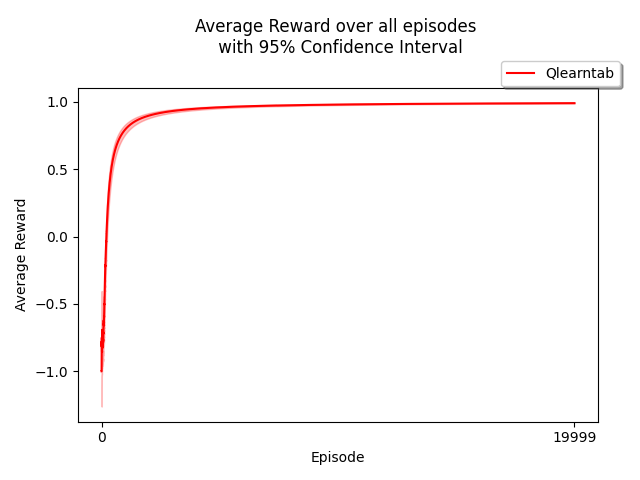 Average Reward over all episodes
with 95% Confidence Interval
Qlearntab
1.0
0.5
0.0
−0.5
−1.0
Average Reward
0
19999
Episode